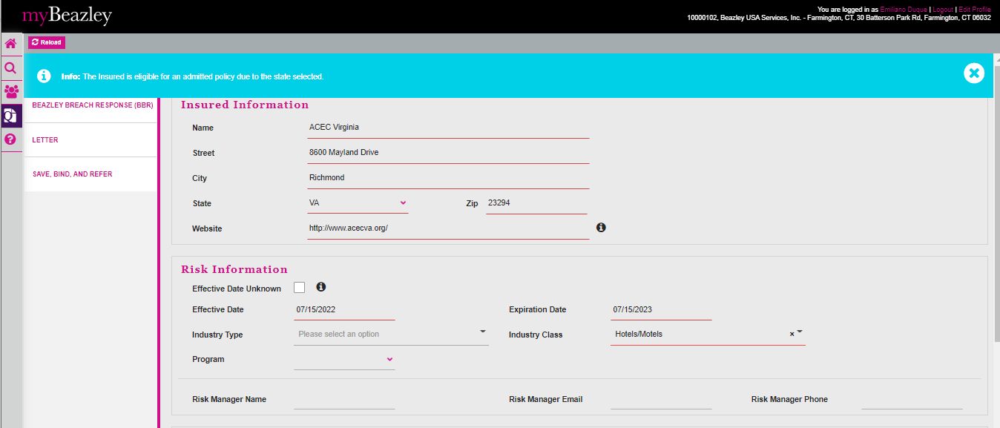 myBeazley
You are logged in as Emiliano Duque | Logout | Edit Profile
10000102, Beazley USA Services, Inc. - Farmington, CT, 30 Batterson Park Rd, Farmington, CT 06032
Reload
Info: The Insured is eligible for an admitted policy due to the state selected.
BEAZLEY BREACH RESPONSE (BBR)
LETTER
SAVE, BIND, AND REFER
Insured Information
Name ACEC Virginia
Street 8600 Mayland Drive
City Richmond
State VA Zip 23294
Website http://www.acecva.org/
Risk Information
Effective Date Unknown
Effective Date 07/15/2022 Expiration Date 07/15/2023
Industry Type Please select an option Industry Class Hotels/Motels ×
Program
Risk Manager Name Risk Manager Email Risk Manager Phone